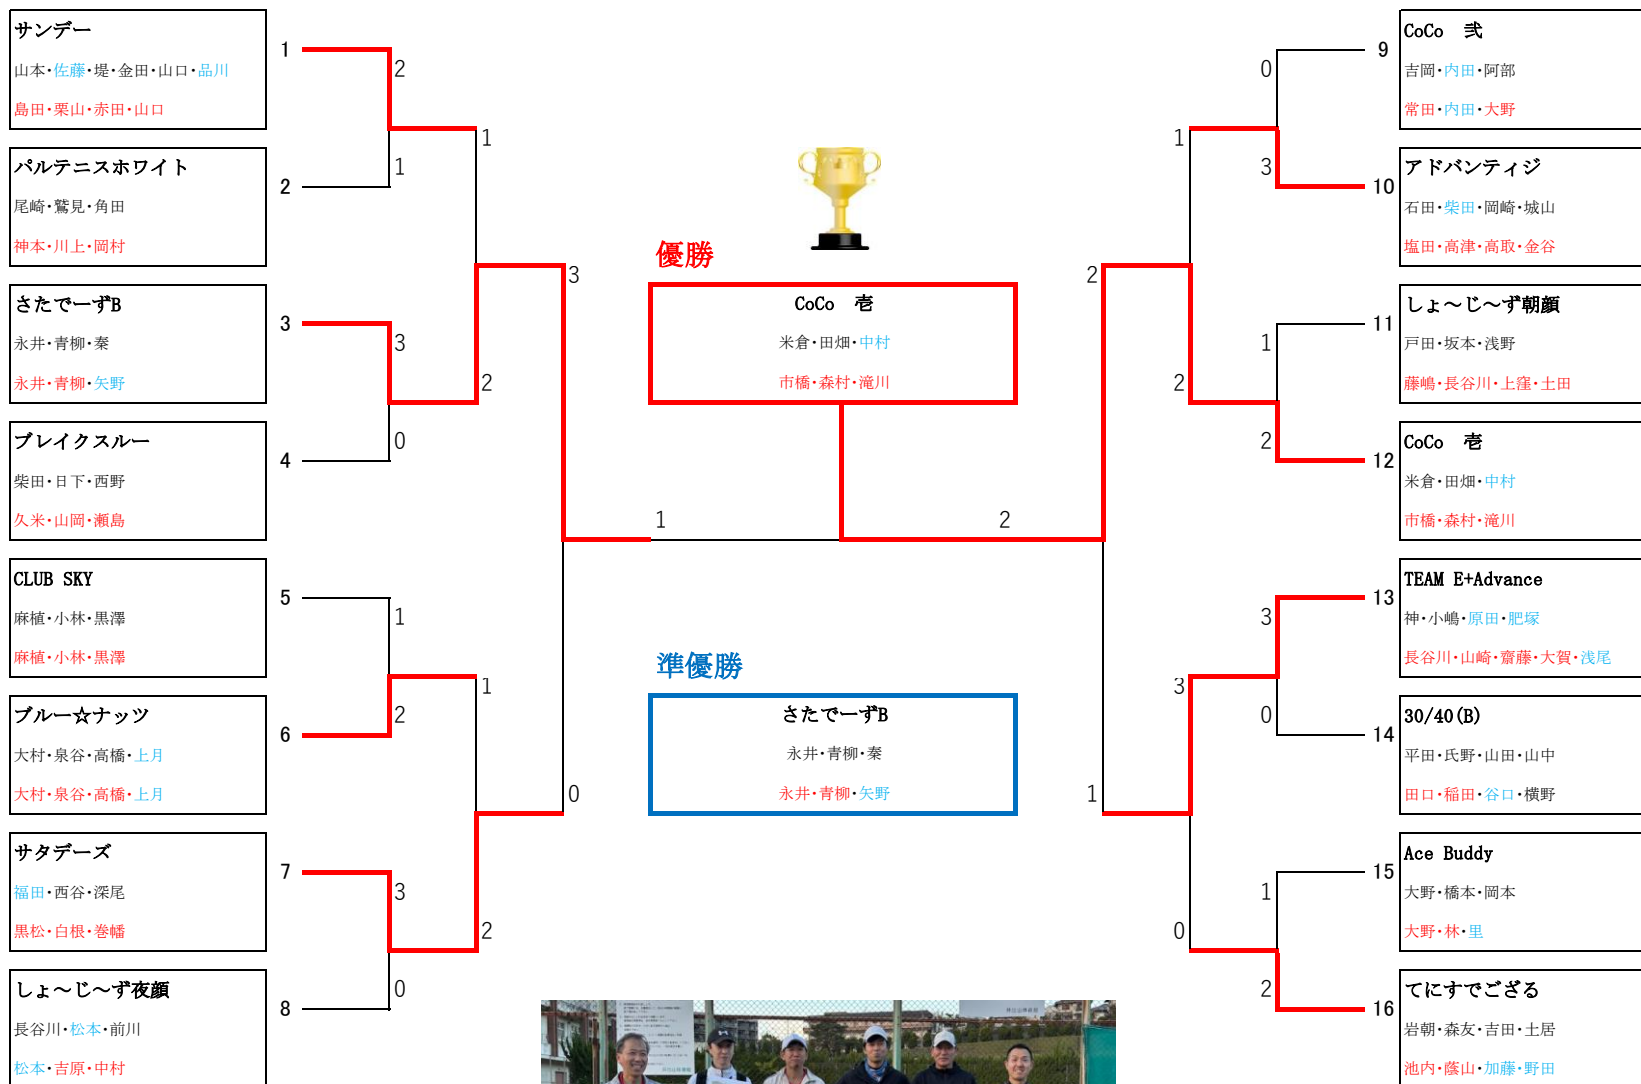 サンデー
山本・佐藤・堤・金田・山口・品川
島田・栗山・赤田・山口
1
2
パルテニスホワイト
尾崎・鷲見・角田
神本・川上・岡村
2
1
1
さたでーずB
永井・青柳・秦
永井・青柳・矢野
3
3
ブレイクスルー
柴田・日下・西野
久米・山岡・瀬島
4
0
2
3
CLUB SKY
麻植・小林・黒澤
麻植・小林・黒澤
5
1
ブルー☆ナッツ
大村・泉谷・高橋・上月
大村・泉谷・高橋・上月
6
2
1
サタデーズ
福田・西谷・深尾
黒松・白根・巻幡
7
3
しょ～じ～ず夜顔
長谷川・松本・前川
松本・吉原・中村
8
0
2
0
優勝
CoCo 壱
米倉・田畑・中村
市橋・森村・滝川
1
2
準優勝
さたでーずB
永井・青柳・秦
永井・青柳・矢野
CoCo 弐
吉岡・内田・阿部
常田・内田・大野
9
0
アドバンティジ
石田・柴田・岡崎・城山
塩田・高津・高取・金谷
10
3
1
しょ～じ～ず朝顔
戸田・坂本・浅野
藤嶋・長谷川・上窪・土田
11
1
CoCo 壱
米倉・田畑・中村
市橋・森村・滝川
12
2
2
2
TEAM E+Advance
神・小嶋・原田・肥塚
長谷川・山崎・齋藤・大賀・浅尾
13
3
30/40(B)
平田・氏野・山田・山中
田口・稲田・谷口・横野
14
0
3
Ace Buddy
大野・橋本・岡本
大野・林・里
15
1
てにすでござる
岩朝・森友・吉田・土居
池内・蔭山・加藤・野田
16
2
0
1